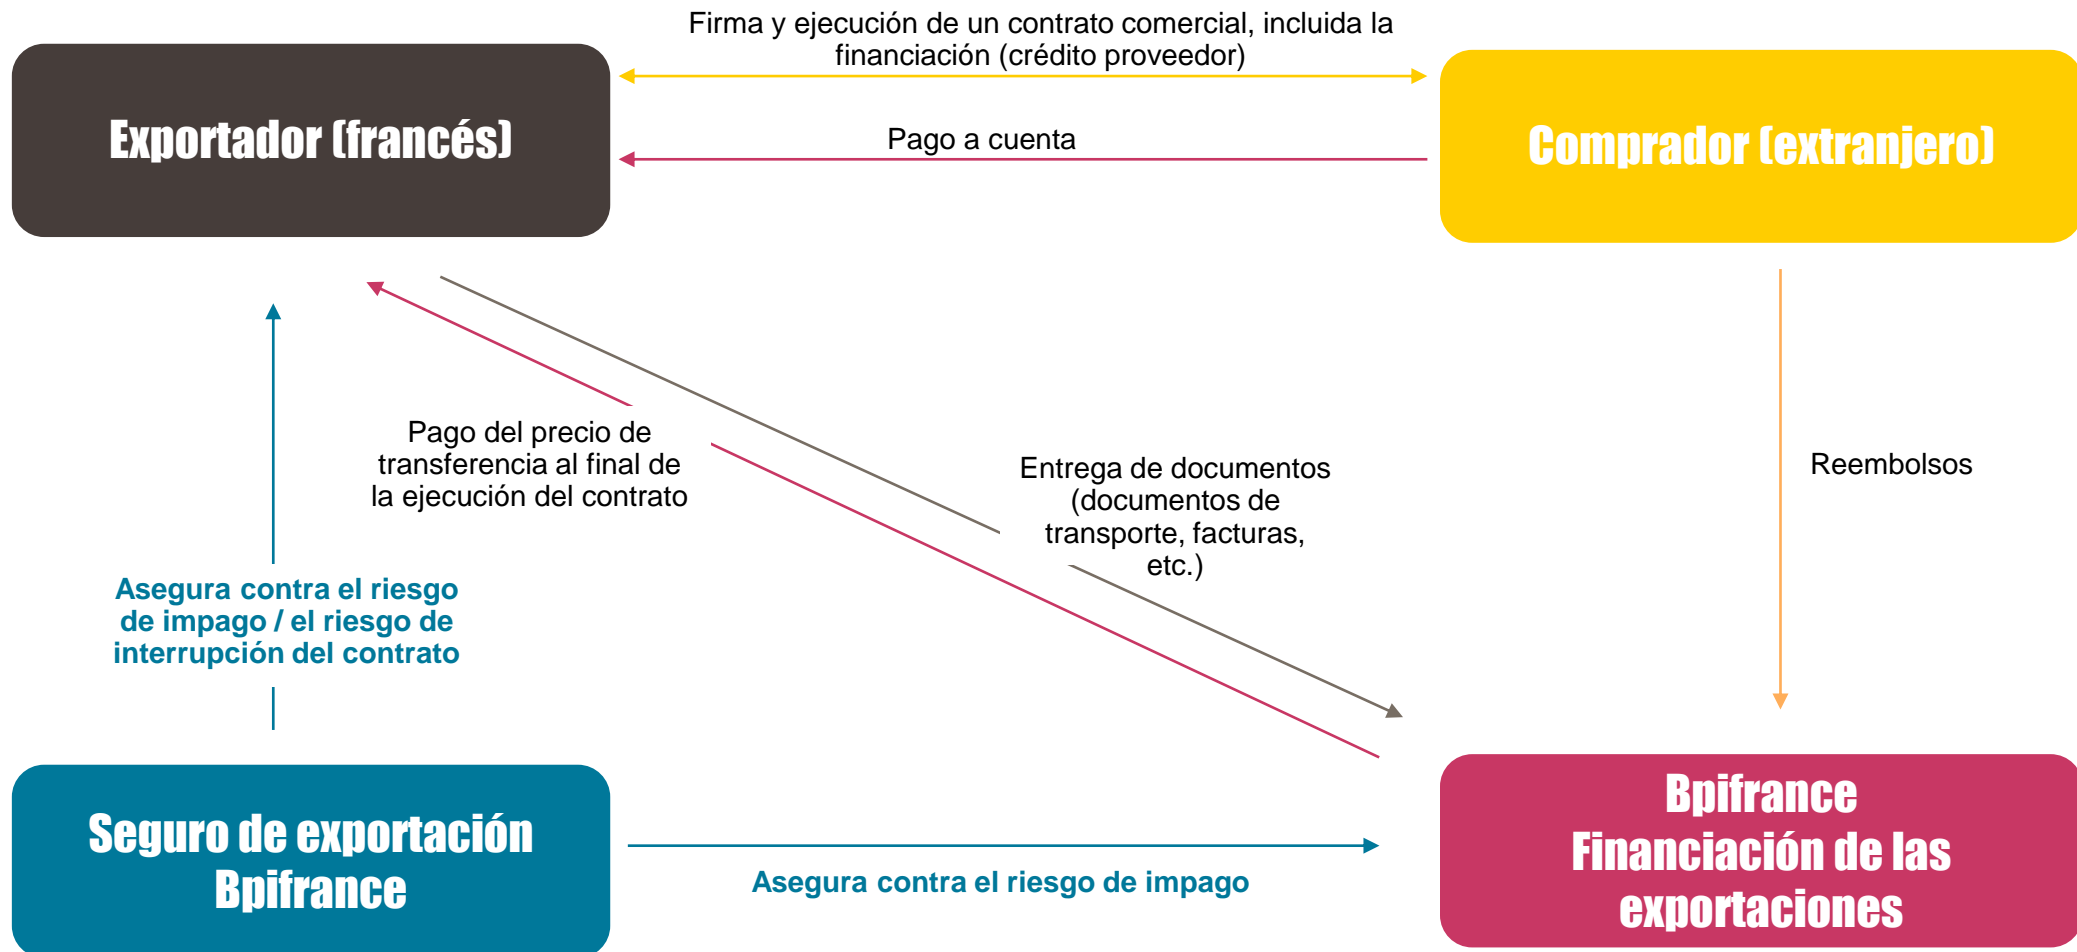 Firma y ejecución de un contrato comercial, incluida la
financiación (crédito proveedor)
Exportador (francés)
Pago a cuenta
Comprador (extranjero)
Pago del precio de
transferencia al final de
la ejecución del contrato
Entrega de documentos
(documentos de
transporte, facturas,
etc.)
Reembolsos
Asegura contra el riesgo
de impago / el riesgo de
interrupción del contrato
Seguro de exportación
Bpifrance
Asegura contra el riesgo de impago
Bpifrance
Financiación de las
exportaciones